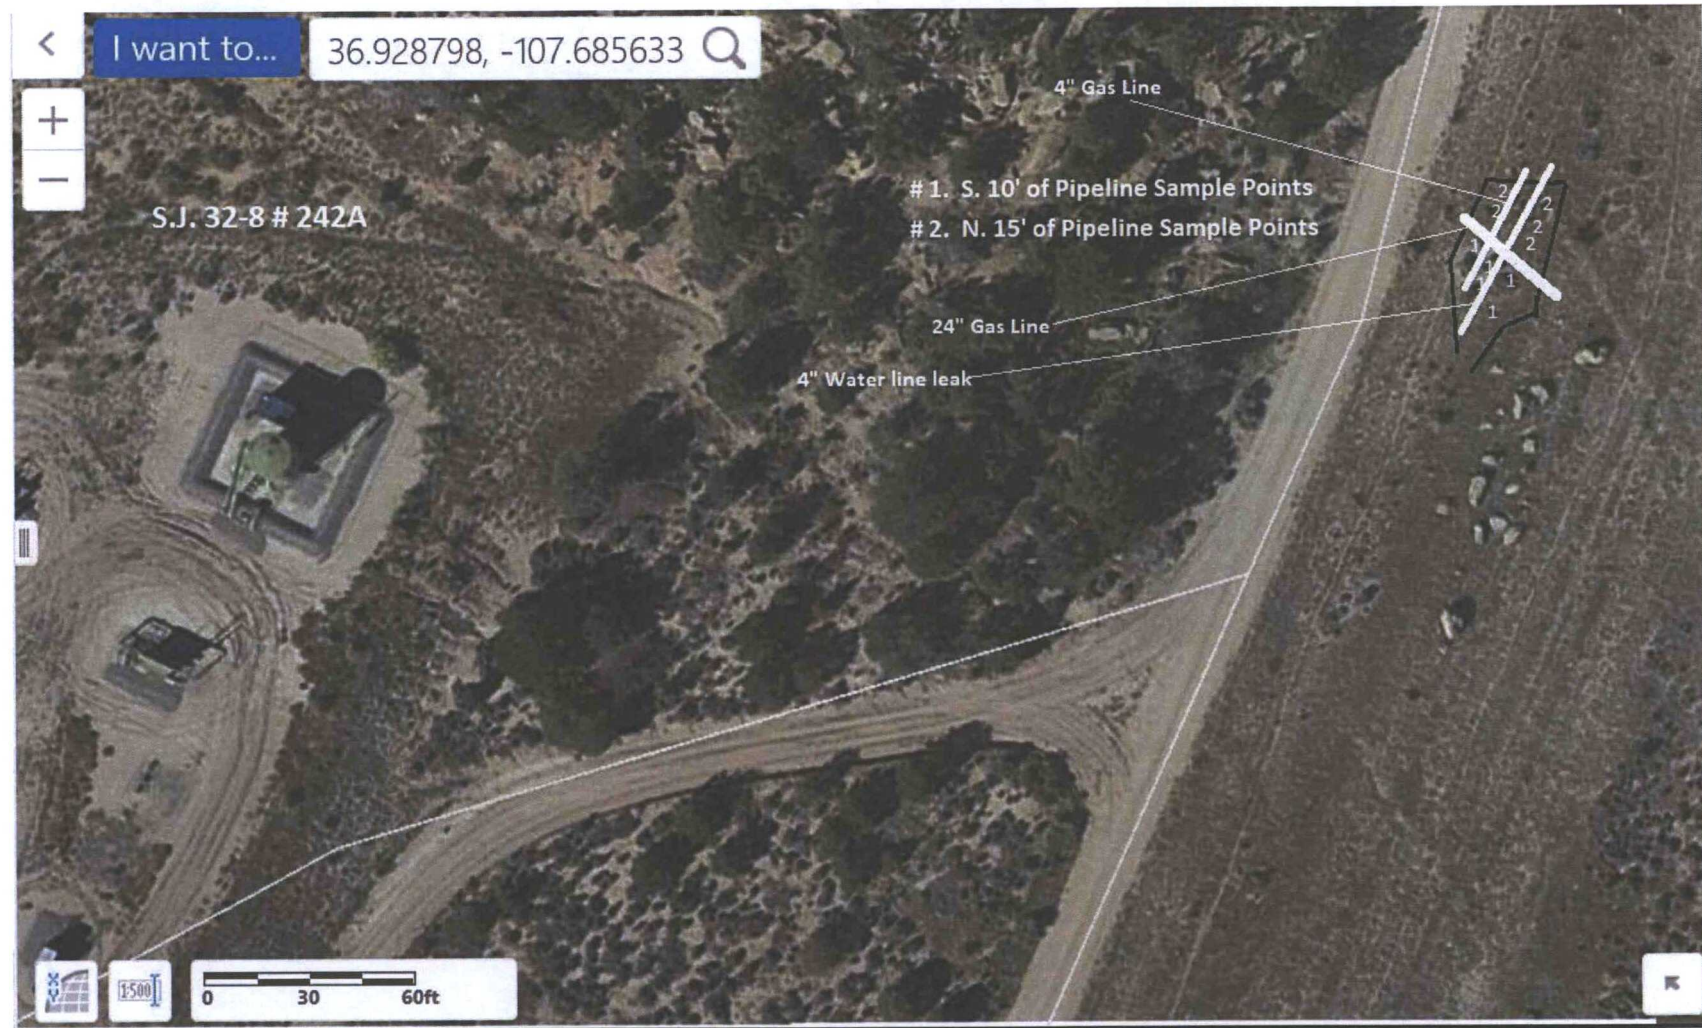 I want to...
36.928798, -107.685633
4" Gas Line
# 1. S. 10' of Pipeline Sample Points
# 2. N. 15' of Pipeline Sample Points
S.J. 32-8 # 242A
24" Gas Line
4" Water line leak
2
2
2
2
2
1
1
1
1
1
1:500
0 30 60ft